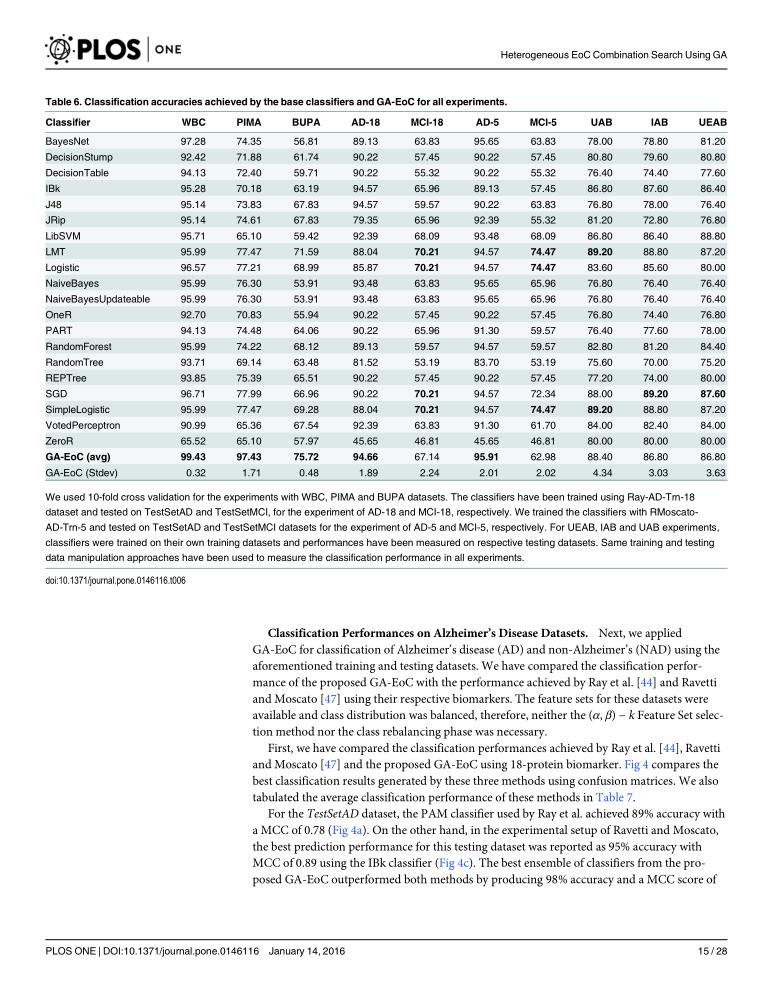 PLOS ONE
Heterogeneous EoC Combination Search Using GA
Table 6. Classification accuracies achieved by the base classifiers and GA-EoC for all experiments.
Classifier WBC PIMA BUPA AD-18 MCI-18 AD-5 MCI-5 UAB IAB UEAB
BayesNet 97.28 74.35 56.81 89.13 63.83 95.65 63.83 78.00 78.80 81.20
DecisionStump 92.42 71.88 61.74 90.22 57.45 90.22 57.45 80.80 79.60 80.80
DecisionTable 94.13 72.40 59.71 90.22 55.32 90.22 55.32 76.40 74.40 77.60
IBk 95.28 70.18 63.19 94.57 65.96 89.13 57.45 86.80 87.60 86.40
J48 95.14 73.83 67.83 94.57 59.57 90.22 63.83 76.80 78.00 76.40
JRip 95.14 74.61 67.83 79.35 65.96 92.39 55.32 81.20 72.80 76.80
LibSVM 95.71 65.10 59.42 92.39 68.09 93.48 68.09 86.80 86.40 88.80
LMT 95.99 77.47 71.59 88.04 70.21 94.57 74.47 89.20 88.80 87.20
Logistic 96.57 77.21 68.99 85.87 70.21 94.57 74.47 83.60 85.60 80.00
NaiveBayes 95.99 76.30 53.91 93.48 63.83 95.65 65.96 76.80 76.40 76.40
NaiveBayesUpdateable 95.99 76.30 53.91 93.48 63.83 95.65 65.96 76.80 76.40 76.40
OneR 92.70 70.83 55.94 90.22 57.45 90.22 57.45 76.80 74.40 76.80
PART 94.13 74.48 64.06 90.22 65.96 91.30 59.57 76.40 77.60 78.00
RandomForest 95.99 74.22 68.12 89.13 59.57 94.57 59.57 82.80 81.20 84.40
RandomTree 93.71 69.14 63.48 81.52 53.19 83.70 53.19 75.60 70.00 75.20
REPTree 93.85 75.39 65.51 90.22 57.45 90.22 57.45 77.20 74.00 80.00
SGD 96.71 77.99 66.96 90.22 70.21 94.57 72.34 88.00 89.20 87.60
SimpleLogistic 95.99 77.47 69.28 88.04 70.21 94.57 74.47 89.20 88.80 87.20
VotedPerceptron 90.99 65.36 67.54 92.39 63.83 91.30 61.70 84.00 82.40 84.00
ZeroR 65.52 65.10 57.97 45.65 46.81 45.65 46.81 80.00 80.00 80.00
GA-EoC (avg) 99.43 97.43 75.72 94.66 67.14 95.91 62.98 88.40 86.80 86.80
GA-EoC (Stdev) 0.32 1.71 0.48 1.89 2.24 2.01 2.02 4.34 3.03 3.63
We used 10-fold cross validation for the experiments with WBC, PIMA and BUPA datasets. The classifiers have been trained using Ray-AD-Trn-18
dataset and tested on TestSetAD and TestSetMCI, for the experiment of AD-18 and MCI-18, respectively. We trained the classifiers with RMoscato-
AD-Trn-5 and tested on TestSetAD and TestSetMCI datasets for the experiment of AD-5 and MCI-5, respectively. For UEAB, IAB and UAB experiments,
classifiers were trained on their own training datasets and performances have been measured on respective testing datasets. Same training and testing
data manipulation approaches have been used to measure the classification performance in all experiments.
doi:10.1371/journal.pone.0146116.t006
Classification Performances on Alzheimer's Disease Datasets. Next, we applied
GA-EoC for classification of Alzheimer's disease (AD) and non-Alzheimer's (NAD) using the
aforementioned training and testing datasets. We have compared the classification perfor-
mance of the proposed GA-EoC with the performance achieved by Ray et al. [44] and Ravetti
and Moscato [47] using their respective biomarkers. The feature sets for these datasets were
available and class distribution was balanced, therefore, neither the (α, β) − k Feature Set selec-
tion method nor the class rebalancing phase was necessary.
First, we have compared the classification performances achieved by Ray et al. [44], Ravetti
and Moscato [47] and the proposed GA-EoC using 18-protein biomarker. Fig 4 compares the
best classification results generated by these three methods using confusion matrices. We also
tabulated the average classification performance of these methods in Table 7.
For the TestSetAD dataset, the PAM classifier used by Ray et al. achieved 89% accuracy with
a MCC of 0.78 (Fig 4a). On the other hand, in the experimental setup of Ravetti and Moscato,
the best prediction performance for this testing dataset was reported as 95% accuracy with
MCC of 0.89 using the IBk classifier (Fig 4c). The best ensemble of classifiers from the pro-
posed GA-EoC outperformed both methods by producing 98% accuracy and a MCC score of
PLOS ONE | DOI:10.1371/journal.pone.0146116 January 14, 2016
15 / 28